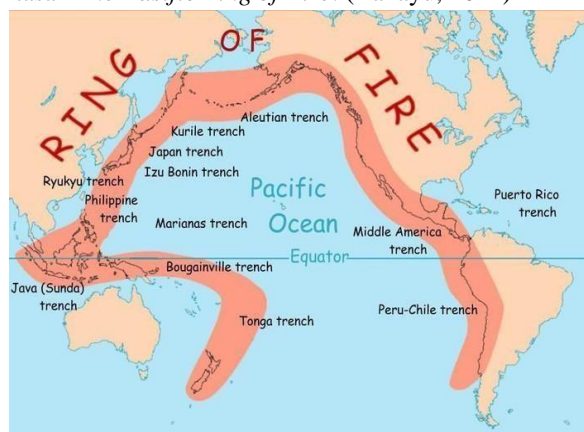 RING OF FIRE
Aleutian trench
Kurile trench
Japan trench
Izu Bonin trench
Ryukyu trench
Philippine
trench
Marianas trench
Pacific
Ocean
Equator
Puerto Rico
trench
Middle America
trench
Bougainville trench
Java (Sunda)
trench
Tonga trench
Peru-Chile trench